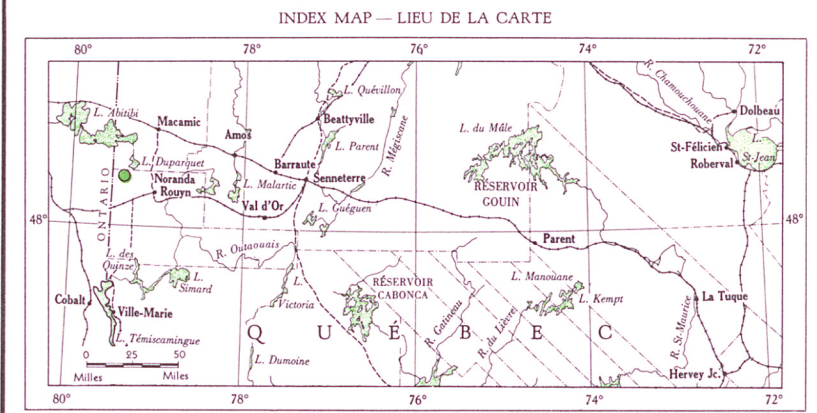 INDEX MAP — LIEU DE LA CARTE
80° 78° 76° 74° 72°
L. Abitibi
Macamic
L. Duparquet
Noranda
Rouyn
ONTARIO
48°
Amos
L. Malartic
Val d'Or
Barraute
Senneterre
L. Quévillon
Beattyville
L. Parent
R. Mégiscane
L. Guéguen
L. du Mâle
RÉSERVOIR
GOUIN
R. Chamouchouane
Dolbeau
St-Félicien
Roberval
L.
St-Jean
48°
Parent
R. Outaouais
L. des
Quinze
L.
Simard
Cobalt
Ville-Marie
L. Témiscamingue
L.
Victoria
L. Dumoine
RÉSERVOIR
CABONCA
R. Gatineau
R. du Lièvre
L. Manouane
L. Kempt
R. St-Maurice
La Tuque
Hervey Jc.
QUÉBEC
0 25 50
Milles Miles
80° 78° 76° 74° 72°